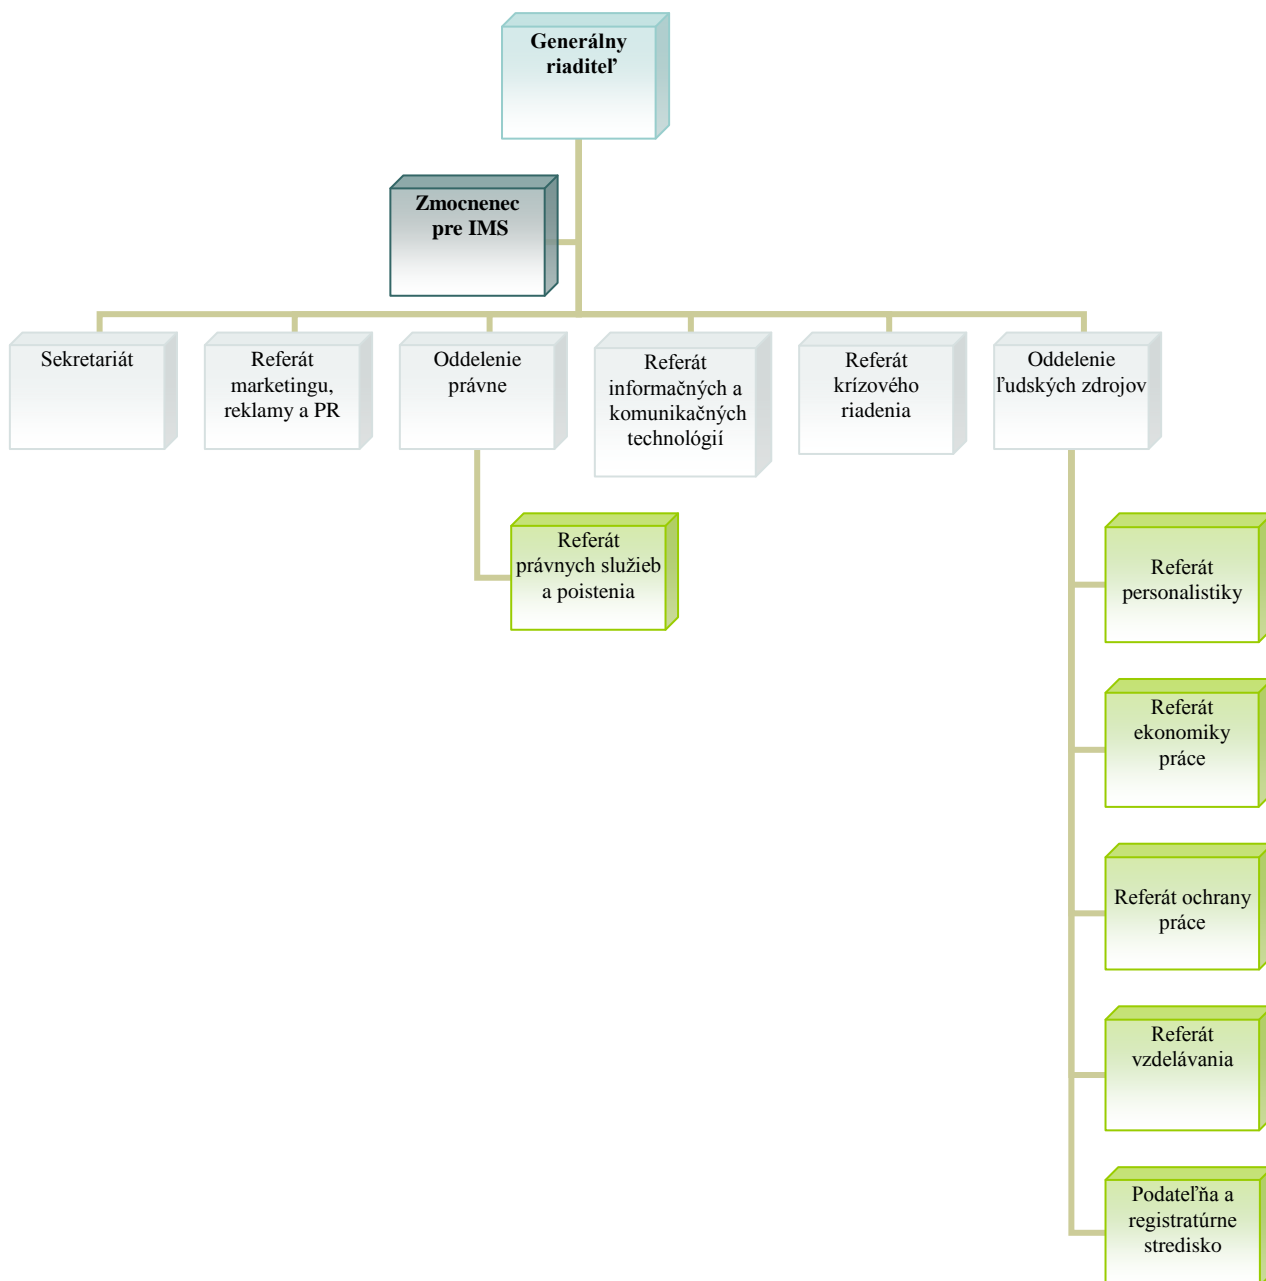 Generálny
riaditeľ
Zmocnenec
pre IMS
Sekretariát
Referát
marketingu,
reklamy a PR
Oddelenie
právne
Referát
informačných a
komunikačných
technológií
Referát
krízového
riadenia
Oddelenie
ľudských zdrojov
Referát
právnych služieb
a poistenia
Referát
personalistiky
Referát
ekonomiky
práce
Referát ochrany
práce
Referát
vzdelávania
Podateľňa a
registratúrne
stredisko